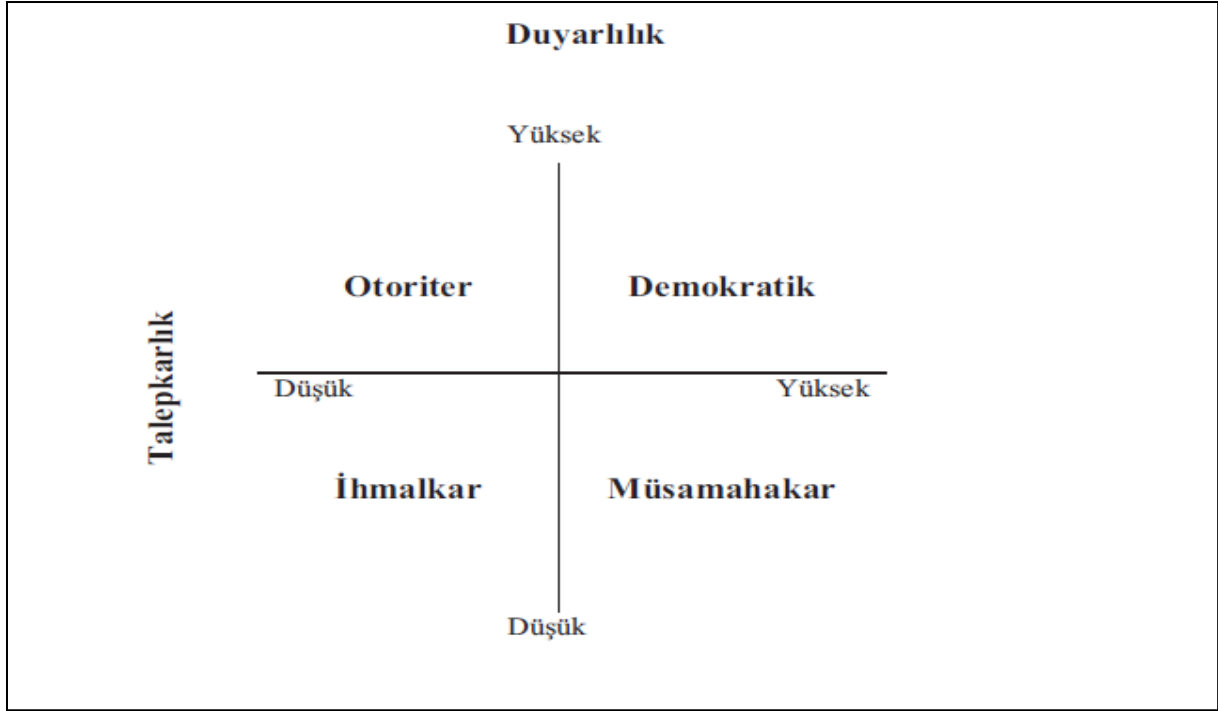 Duyarlılık
Yüksek
Otoriter
Demokratik
Talepkarlık
Düşük
Yüksek
İhmalkar
Müsamahakar
Düşük